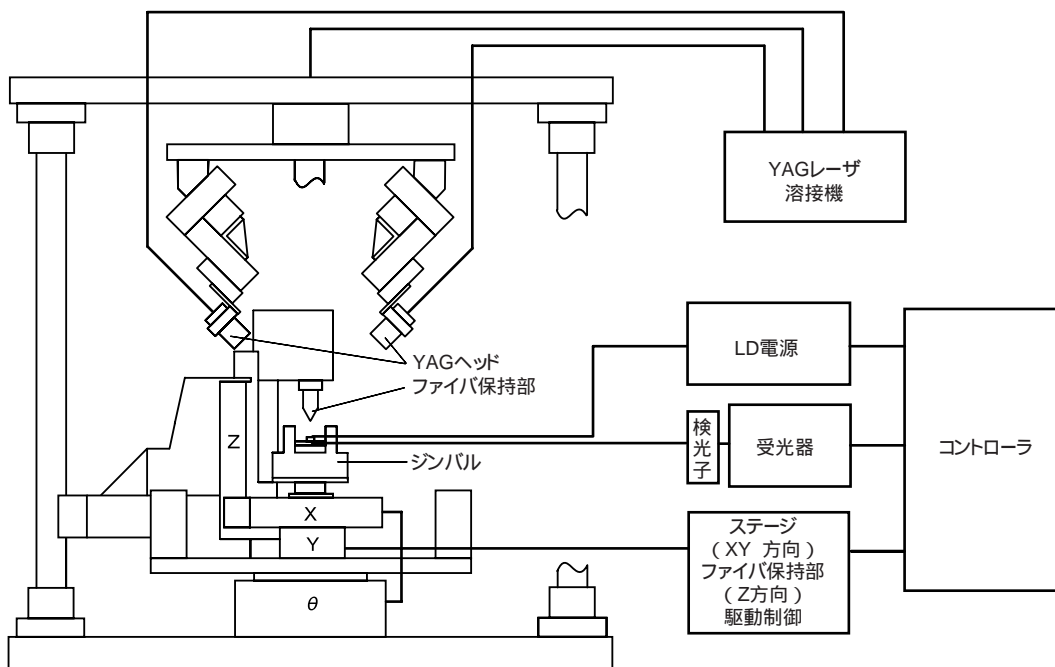 YAGレーザ
溶接機
YAGヘッド
ファイバ保持部
ジンバル
Z
X
Y
θ
LD電源
検光子
受光器
コントローラ
ステージ
( XY 方向 )
ファイバ保持部
( Z方向 )
駆動制御